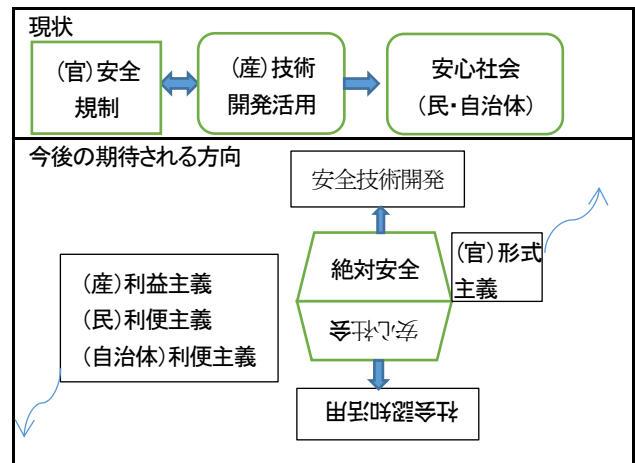 現状
(官)安全
規制
(産)技術
開発活用
安心社会
(民・自治体)
今後の期待される方向
安全技術開発
絶対安全
(官)形式
主義
(産)利益主義
(民)利便主義
(自治体)利便主義
安心社会
社会認知活用